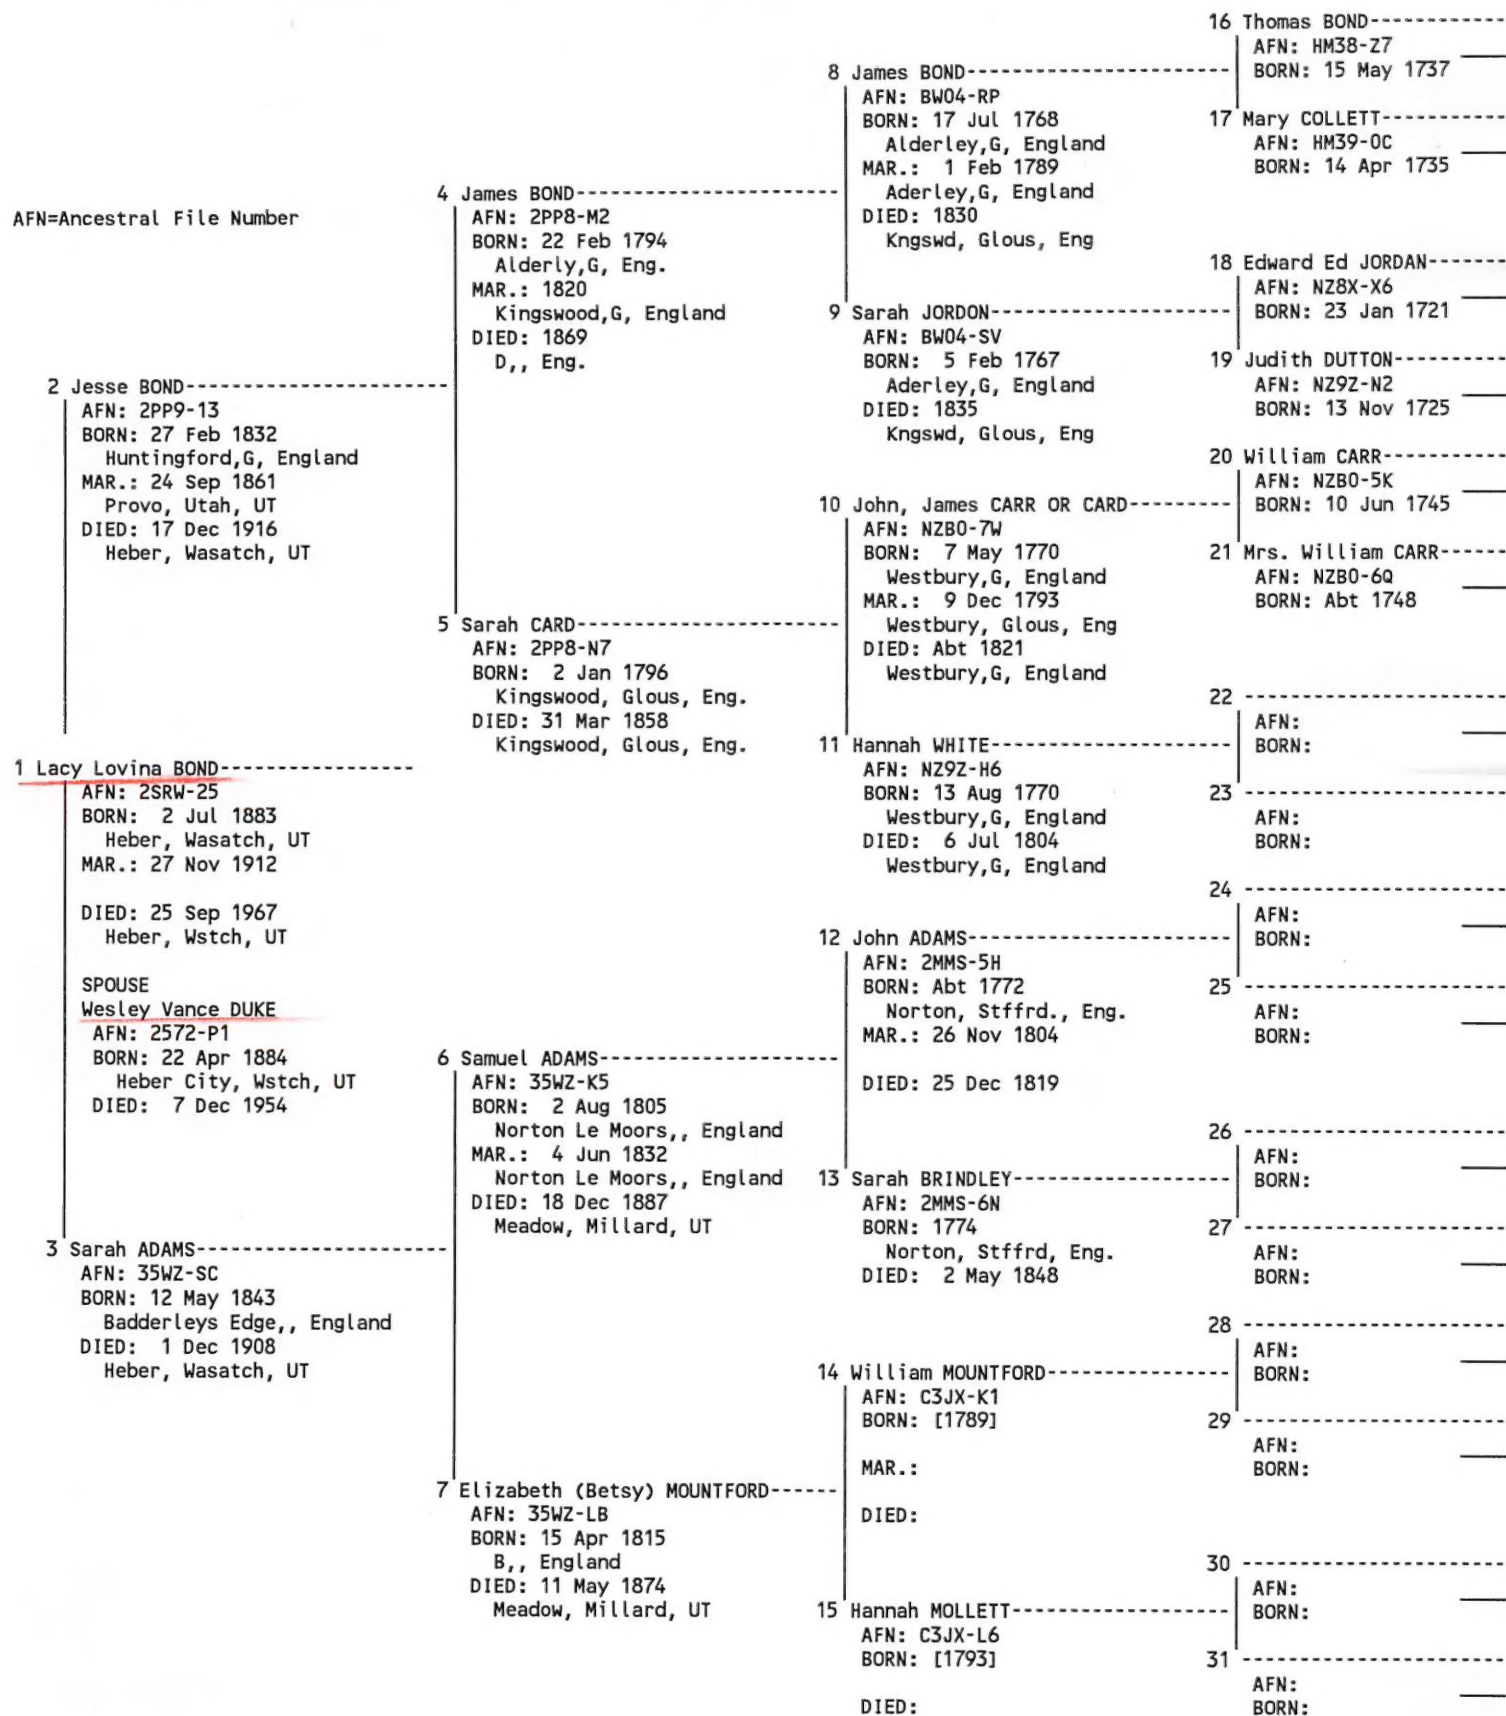 AFN=Ancestral File Number
1 Lacy Lovina BOND
AFN: 2SRW-25
BORN: 2 Jul 1883
Heber, Wasatch, UT
MAR.: 27 Nov 1912
DIED: 25 Sep 1967
Heber, Wstch, UT
SPOUSE
Wesley Vance DUKE
AFN: 2572-P1
BORN: 22 Apr 1884
Heber City, Wstch, UT
DIED: 7 Dec 1954
2 Jesse BOND
AFN: 2PP9-13
BORN: 27 Feb 1832
Huntingford,G, England
MAR.: 24 Sep 1861
Provo, Utah, UT
DIED: 17 Dec 1916
Heber, Wasatch, UT
3 Sarah ADAMS
AFN: 35WZ-SC
BORN: 12 May 1843
Badderleys Edge,, England
DIED: 1 Dec 1908
Heber, Wasatch, UT
4 James BOND
AFN: 2PP8-M2
BORN: 22 Feb 1794
Alderly,G, Eng.
MAR.: 1820
Kingswood,G, England
DIED: 1869
D,, Eng.
5 Sarah CARD
AFN: 2PP8-N7
BORN: 2 Jan 1796
Kingswood, Glous, Eng.
DIED: 31 Mar 1858
Kingswood, Glous, Eng.
6 Samuel ADAMS
AFN: 35WZ-K5
BORN: 2 Aug 1805
Norton Le Moors,, England
MAR.: 4 Jun 1832
Norton Le Moors,, England
DIED: 18 Dec 1887
Meadow, Millard, UT
7 Elizabeth (Betsy) MOUNTFORD
AFN: 35WZ-LB
BORN: 15 Apr 1815
B,, England
DIED: 11 May 1874
Meadow, Millard, UT
8 James BOND
AFN: BW04-RP
BORN: 17 Jul 1768
Alderley,G, England
MAR.: 1 Feb 1789
Aderley,G, England
DIED: 1830
Kngswd, Glous, Eng
9 Sarah JORDON
AFN: BW04-SV
BORN: 5 Feb 1767
Aderley,G, England
DIED: 1835
Kngswd, Glous, Eng
10 John, James CARR OR CARD
AFN: NZB0-7W
BORN: 7 May 1770
Westbury,G, England
MAR.: 9 Dec 1793
Westbury, Glous, Eng
DIED: Abt 1821
Westbury,G, England
11 Hannah WHITE
AFN: NZ9Z-H6
BORN: 13 Aug 1770
Westbury,G, England
DIED: 6 Jul 1804
Westbury,G, England
12 John ADAMS
AFN: 2MMS-5H
BORN: Abt 1772
Norton, Stffrd., Eng.
MAR.: 26 Nov 1804
DIED: 25 Dec 1819
13 Sarah BRINDLEY
AFN: 2MMS-6N
BORN: 1774
Norton, Stffrd, Eng.
DIED: 2 May 1848
14 William MOUNTFORD
AFN: C3JX-K1
BORN: [1789]
MAR.:
DIED:
15 Hannah MOLLETT
AFN: C3JX-L6
BORN: [1793]
DIED:
16 Thomas BOND
AFN: HM38-Z7
BORN: 15 May 1737
17 Mary COLLETT
AFN: HM39-0C
BORN: 14 Apr 1735
18 Edward Ed JORDAN
AFN: NZ8X-X6
BORN: 23 Jan 1721
19 Judith DUTTON
AFN: NZ9Z-N2
BORN: 13 Nov 1725
20 William CARR
AFN: NZB0-5K
BORN: 10 Jun 1745
21 Mrs. William CARR
AFN: NZB0-6Q
BORN: Abt 1748
22
AFN:
BORN:
23
AFN:
BORN:
24
AFN:
BORN:
25
AFN:
BORN:
26
AFN:
BORN:
27
AFN:
BORN:
28
AFN:
BORN:
29
AFN:
BORN:
30
AFN:
BORN:
31
AFN:
BORN: